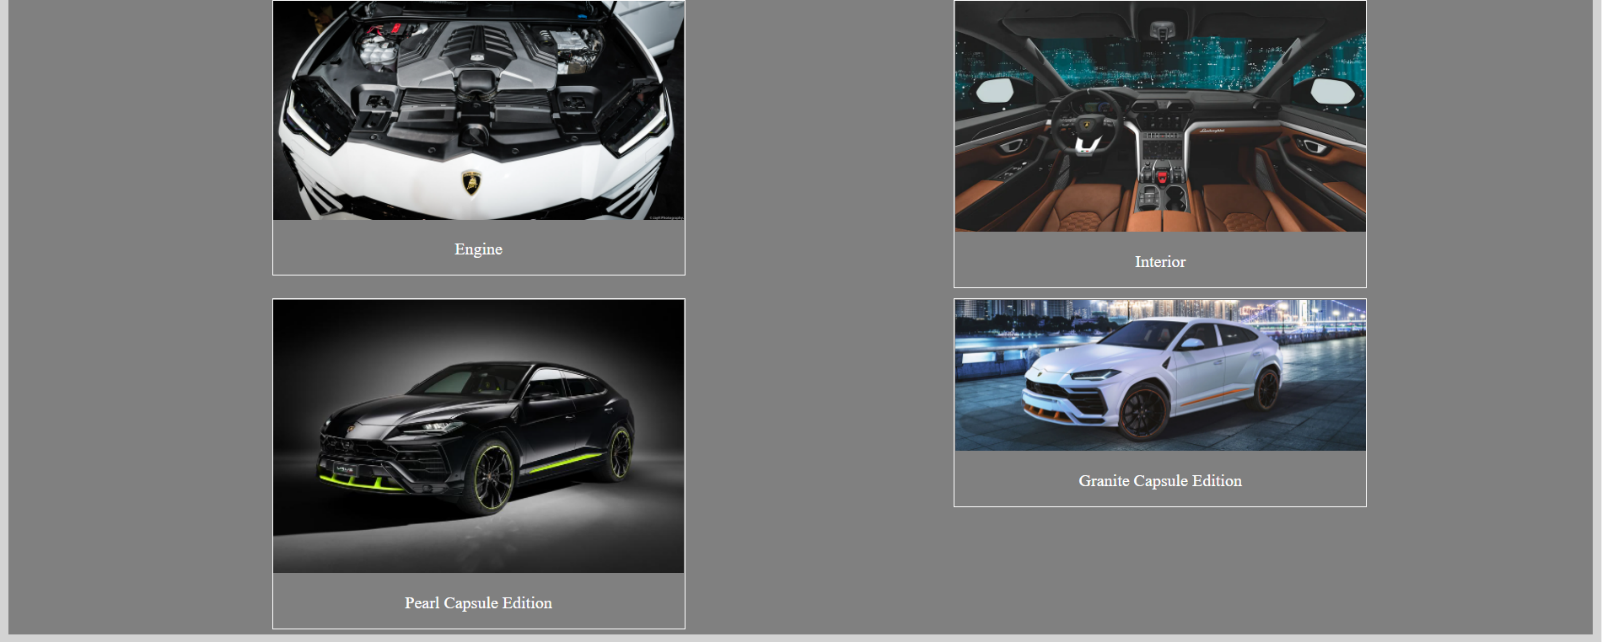 Engine
Interior
Pearl Capsule Edition
Granite Capsule Edition